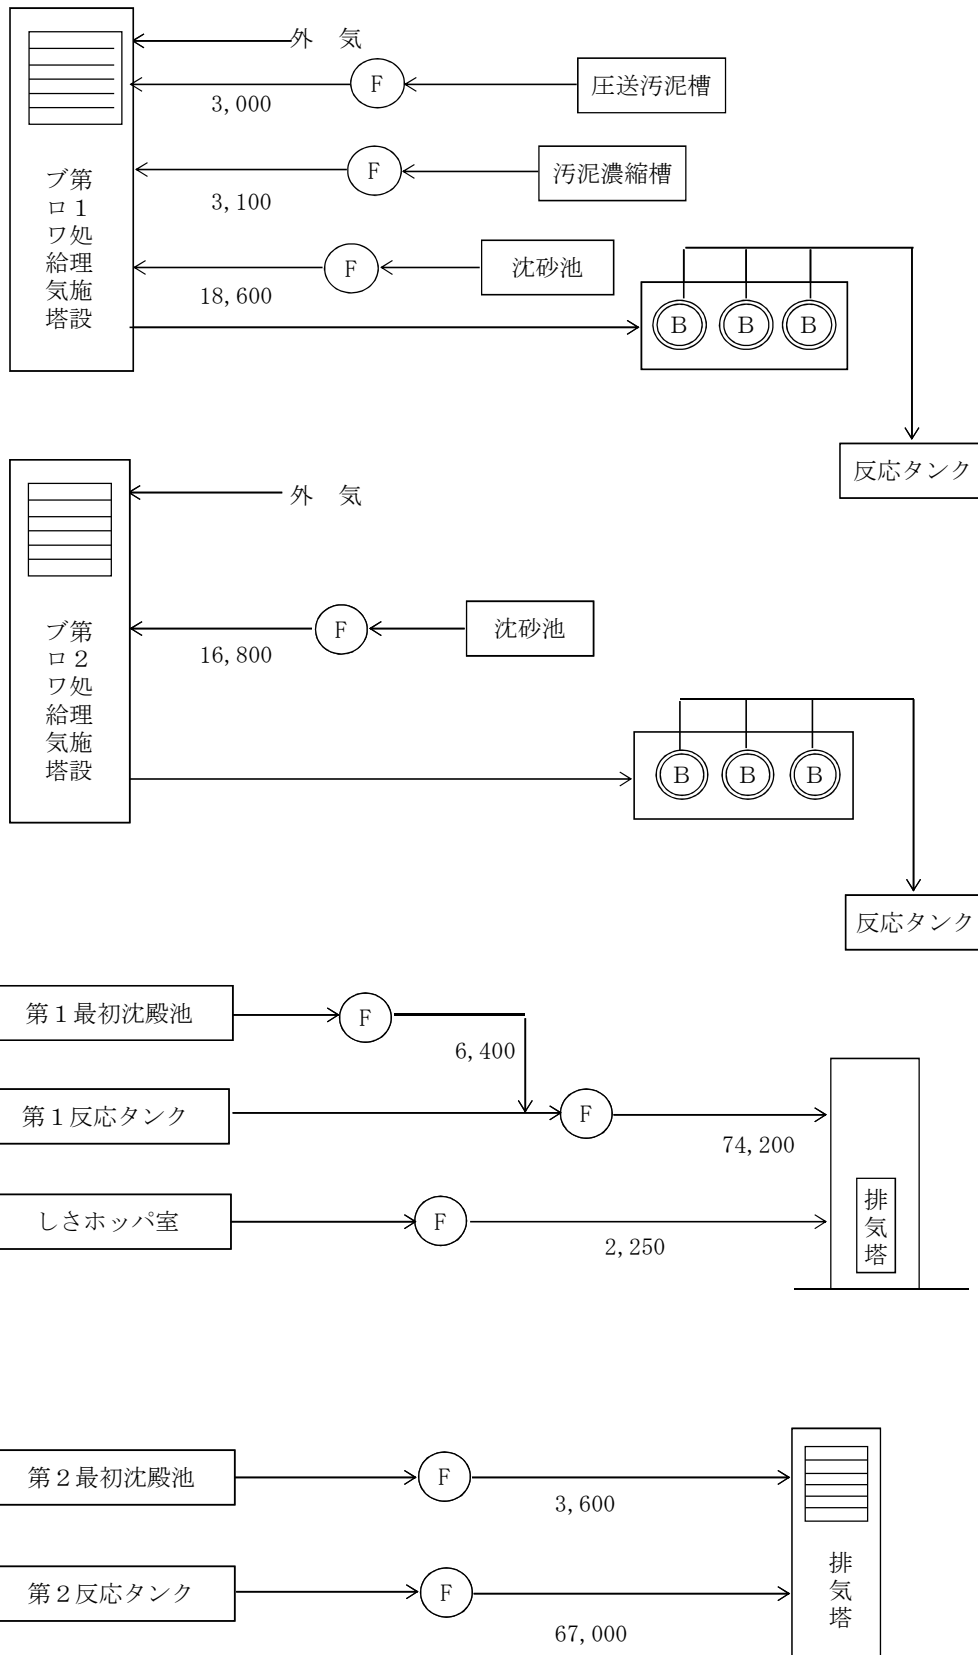 外 気
F
圧送汚泥槽
3,000
F
汚泥濃縮槽
3,100
第1処理施設
ブロワ給気塔
F
沈砂池
18,600
B B B
反応タンク
外 気
F
沈砂池
16,800
第2処理施設
ブロワ給気塔
B B B
反応タンク
第1最初沈殿池
F
6,400
第1反応タンク
F
74,200
しさホッパ室
F
2,250
排気塔
第2最初沈殿池
F
3,600
第2反応タンク
F
67,000
排気塔